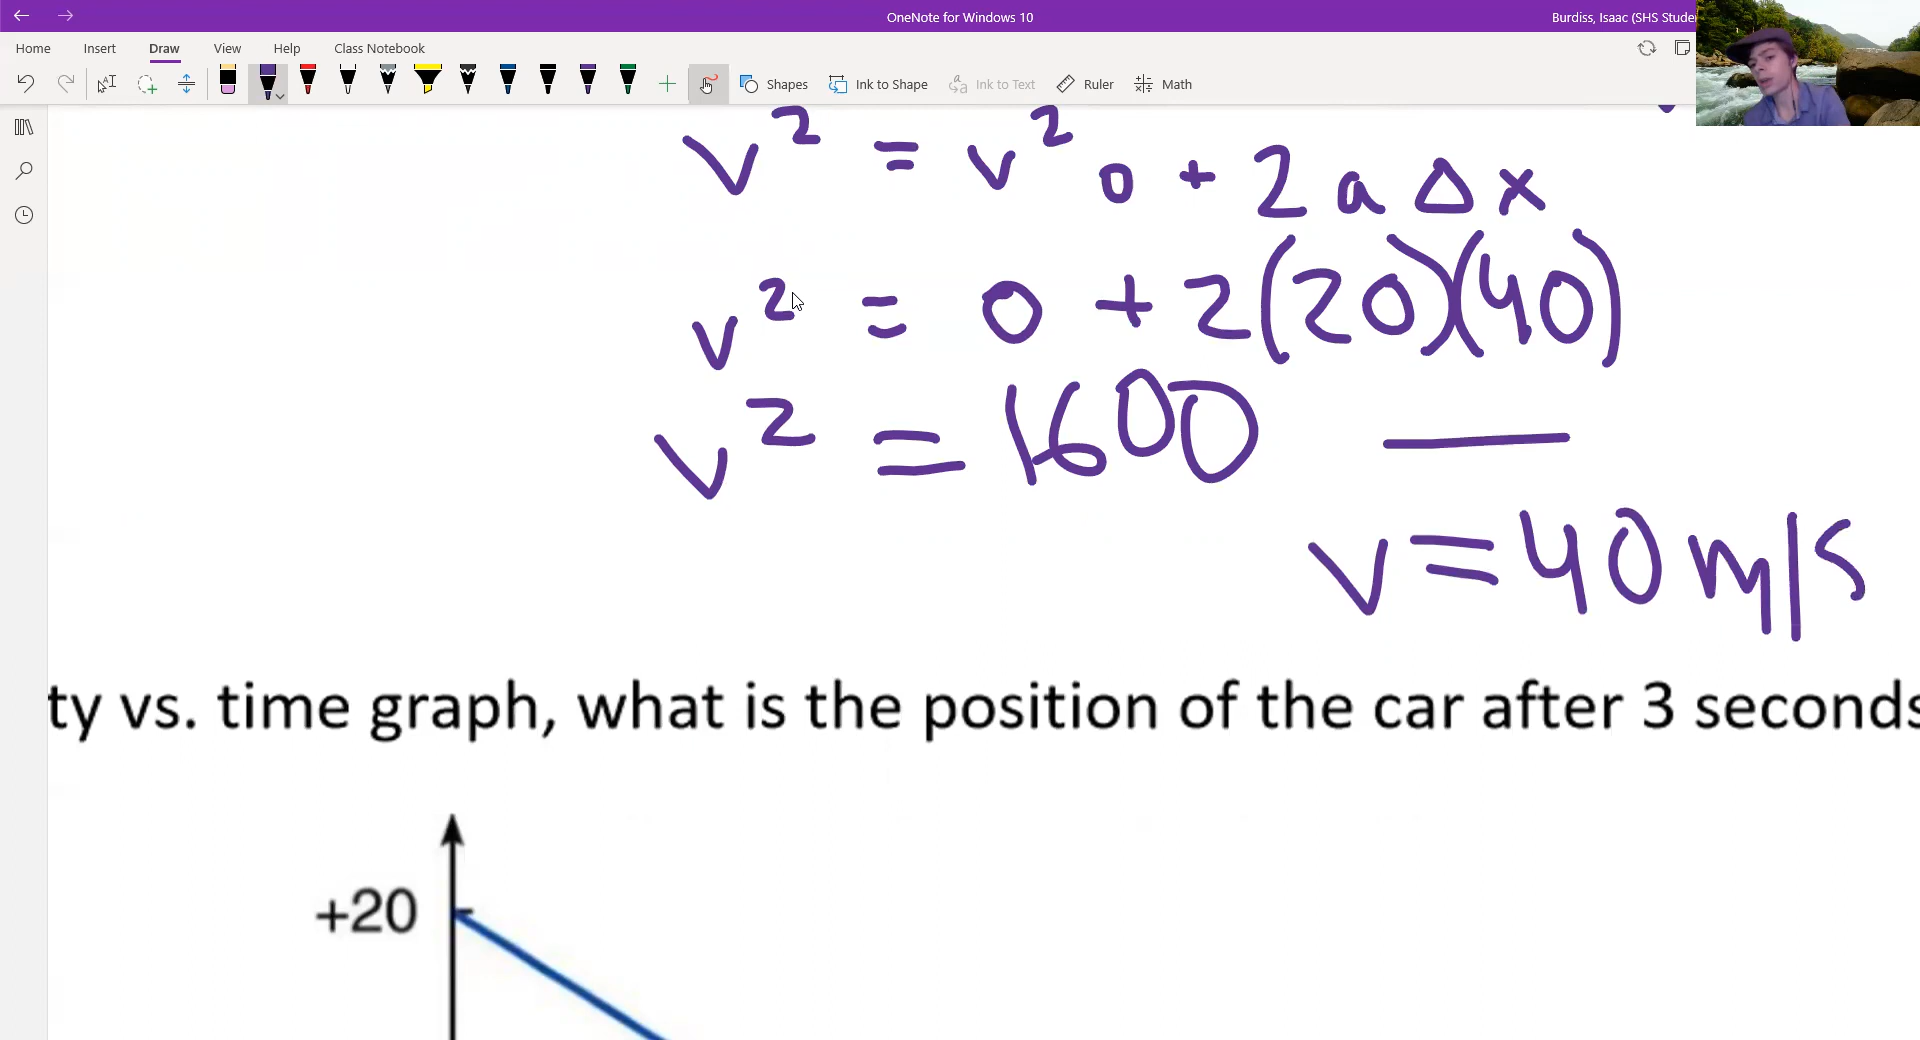 OneNote for Windows 10
Burdiss, Isaac (SHS Studen
Home Insert Draw View Help Class Notebook
Shapes Ink to Shape Ink to Text Ruler Math
v² = v²₀ + 2a∆x
v² = 0 + 2(20)(40)
v² = 1600 —
v = 40 m/s
ty vs. time graph, what is the position of the car after 3 seconds
+20